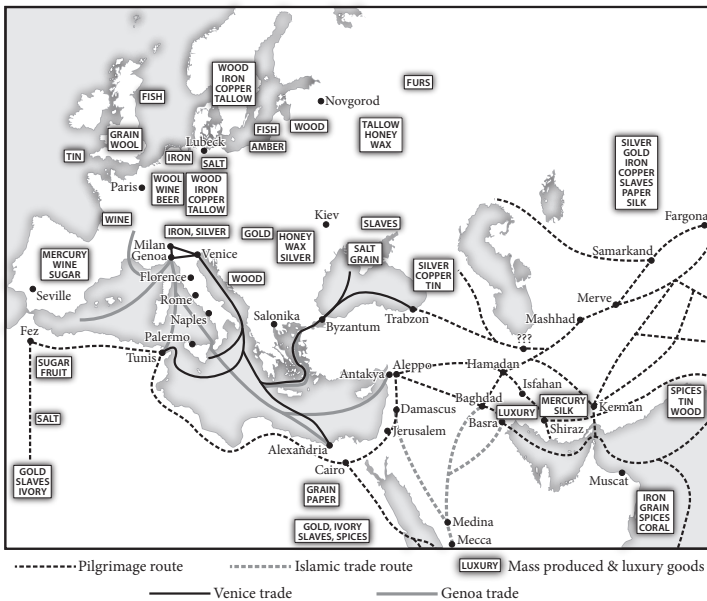 WOOD
IRON
COPPER
TALLOW
FURS
FISH
Novgorod
GRAIN
WOOL
FISH
WOOD
TALLOW
HONEY
WAX
AMBER
TIN
Lubeck
IRON
SALT
SILVER
GOLD
IRON
COPPER
SLAVES
PAPER
SILK
Paris
WOOL
WINE
BEER
WOOD
IRON
COPPER
TALLOW
WINE
IRON, SILVER
GOLD
HONEY
WAX
SILVER
Kiev
SLAVES
SALT
GRAIN
Fargona
Samarkand
MERCURY
WINE
SUGAR
Milan
Genoa
Venice
Florence
WOOD
SILVER
COPPER
TIN
Seville
Rome
Naples
Salonika
Byzantum
Trabzon
Merve
Mashhad
Fez
Palermo
Tunis
???
SUGAR
FRUIT
Antakya
Aleppo
Hamadan
Isfahan
SALT
Damascus
Baghdad
LUXURY
MERCURY
SILK
Kerman
SPICES
TIN
WOOD
Basra
Shiraz
Jerusalem
Alexandria
Cairo
GOLD
SLAVES
IVORY
GRAIN
PAPER
Muscat
IRON
GRAIN
SPICES
CORAL
GOLD, IVORY
SLAVES, SPICES
Medina
Mecca
Pilgrimage route
Islamic trade route
LUXURY Mass produced & luxury goods
Venice trade
Genoa trade